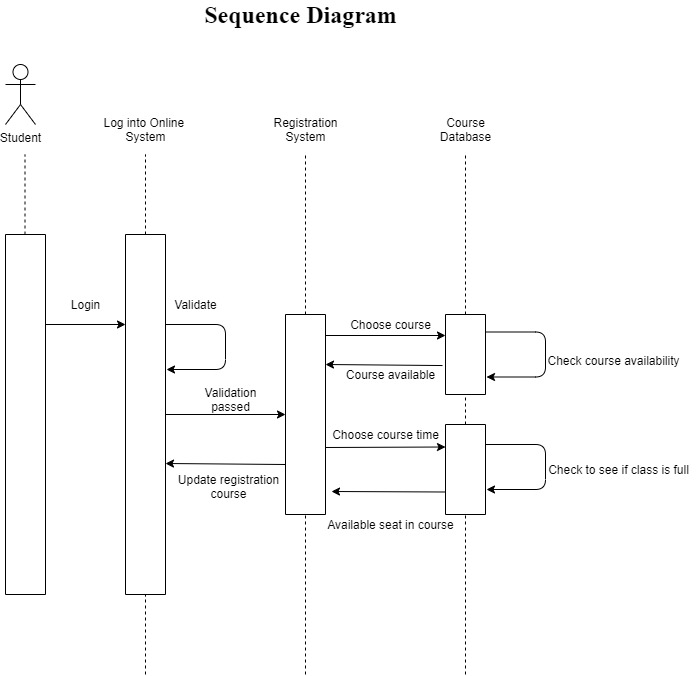 Sequence Diagram
Student
Log into Online
System
Registration
System
Course
Database
Login
Validate
Choose course
Check course availability
Course available
Validation
passed
Choose course time
Check to see if class is full
Update registration
course
Available seat in course